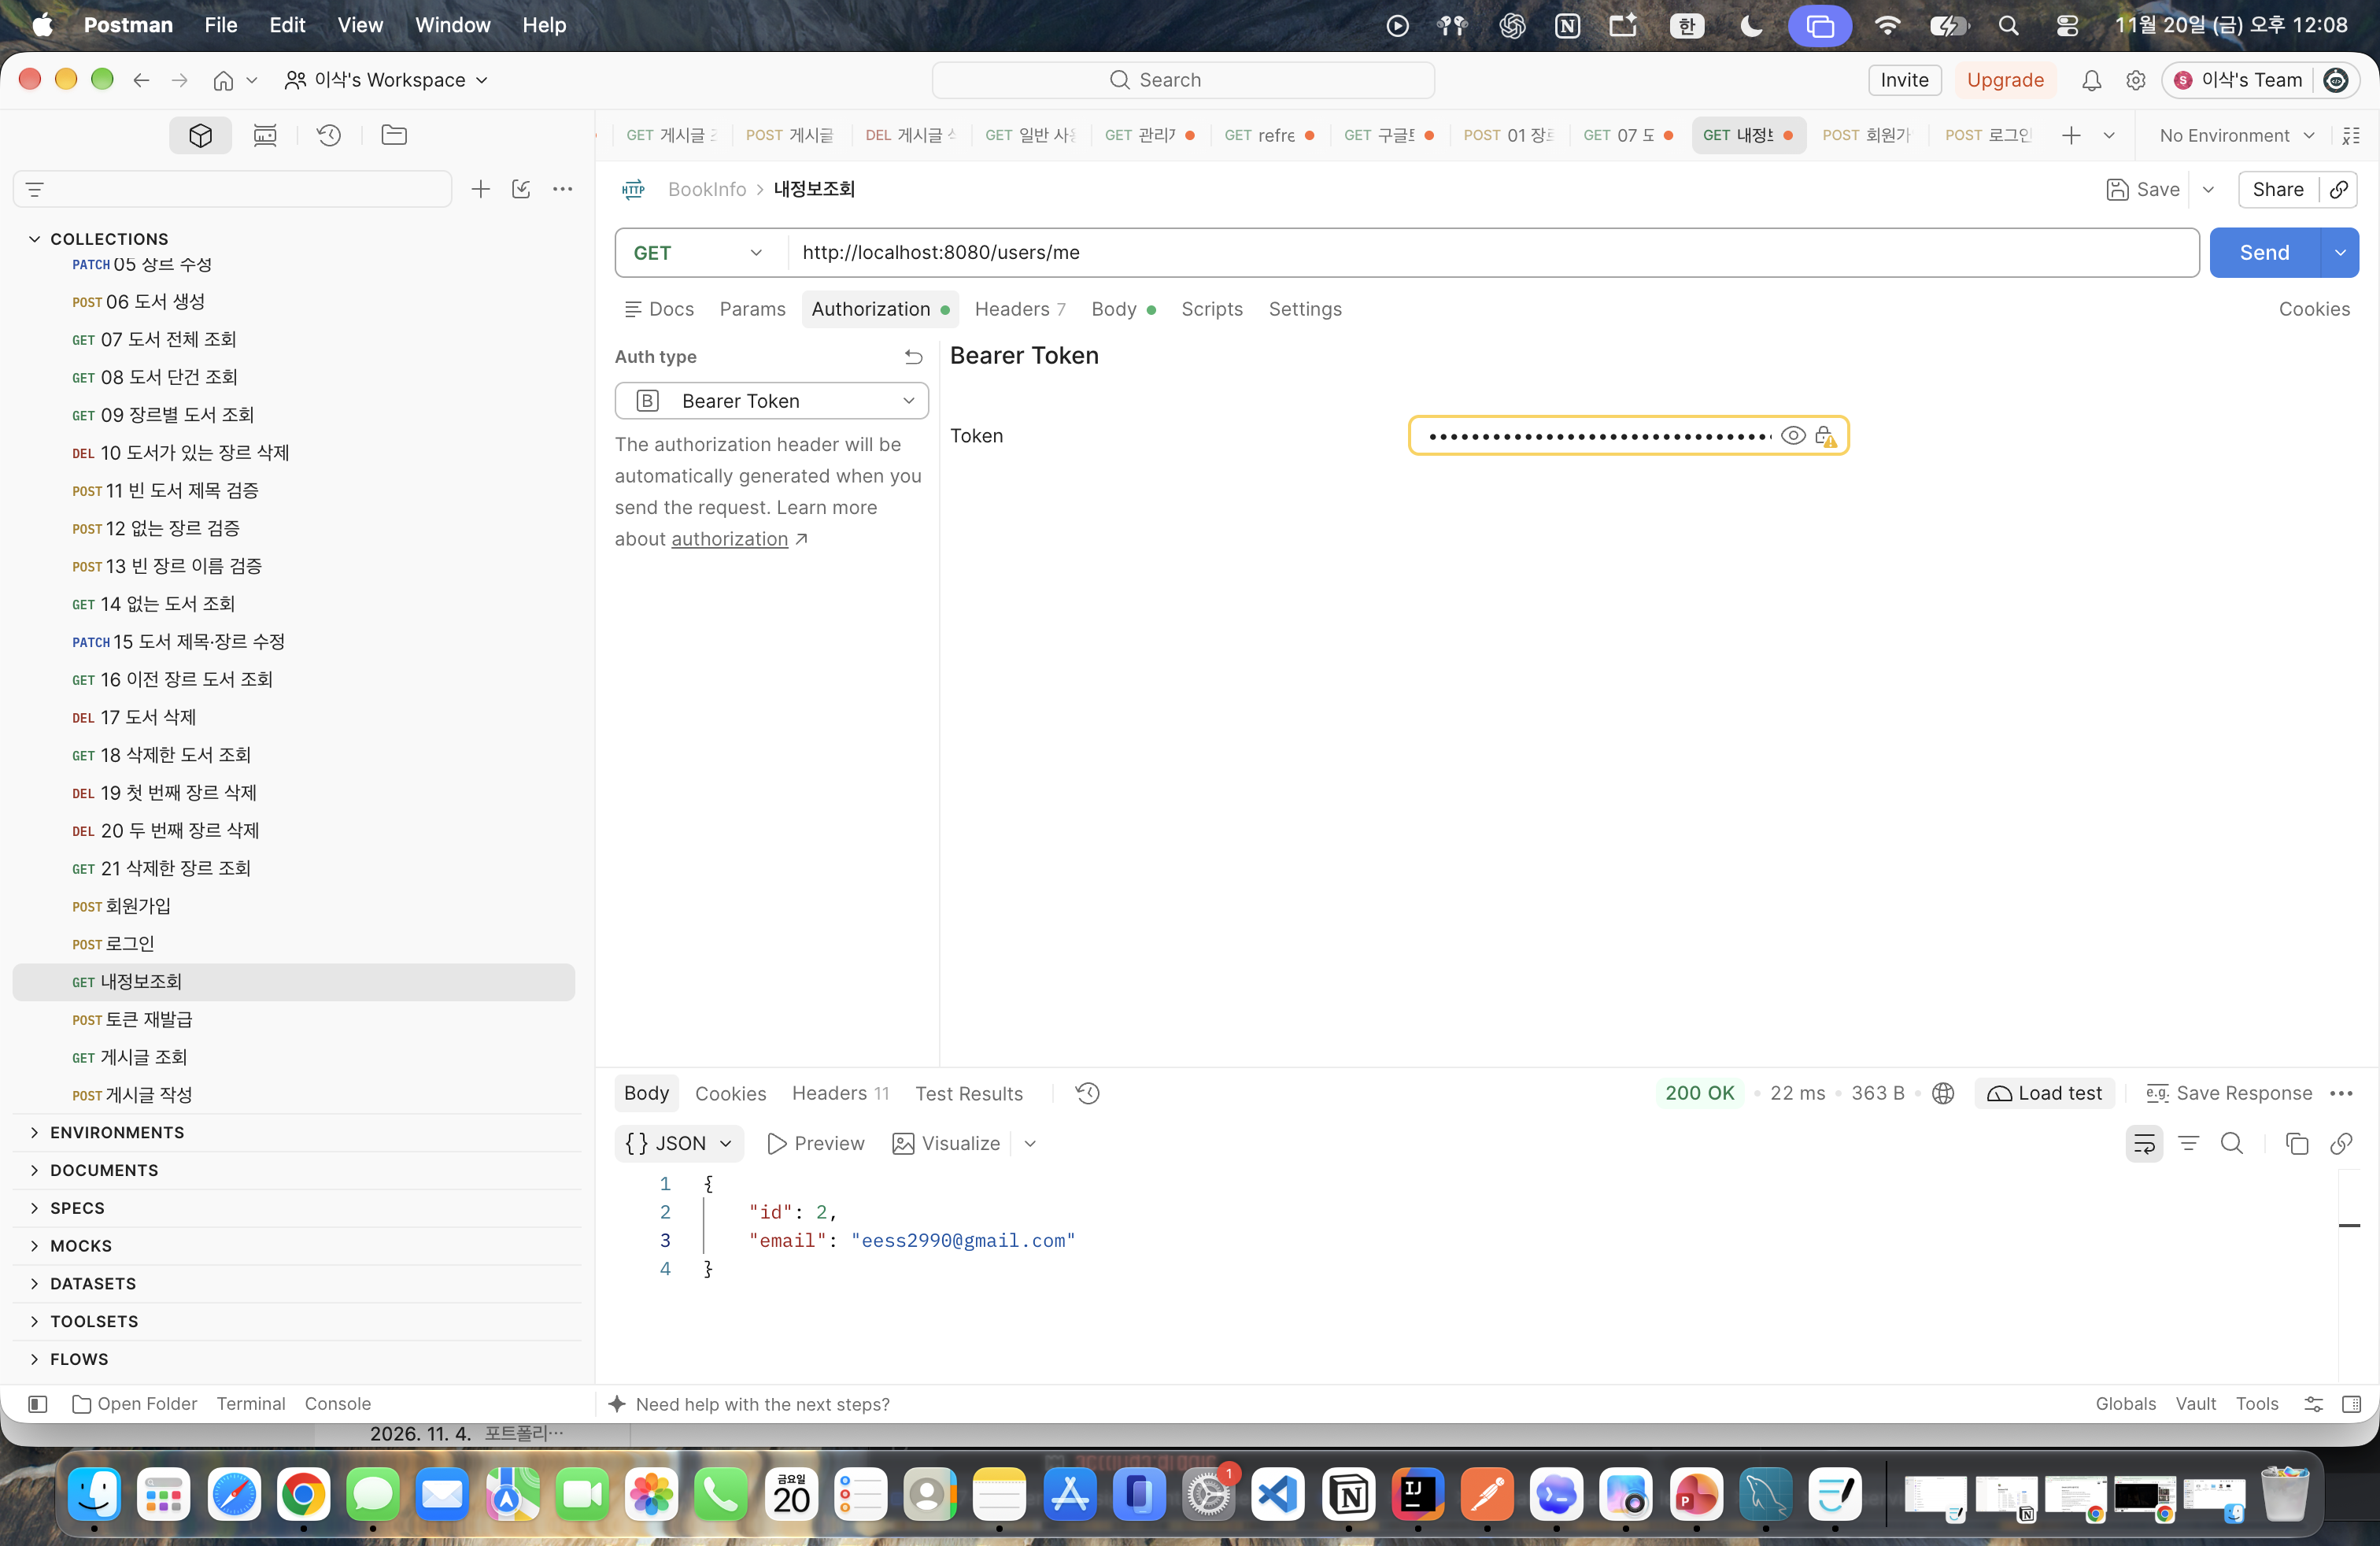 Postman File Edit View Window Help
한 11월 20일 (금) 오후 12:08
이삭's Workspace
Search
Invite Upgrade S 이삭's Team
GET 게시글 POST 게시글 DEL 게시글 GET 일반 GET refre POST 01 GET 07 GET POST POST
No Environment
COLLECTIONS
PATCH 05 장르 수정
POST 06 도서 생성
GET 07 도서 전체 조회
GET 08 도서 단건 조회
GET 09 장르별 도서 조회
DEL 10 도서가 있는 장르 삭제
POST 11 빈 도서 제목 검증
POST 12 없는 장르 검증
POST 13 빈 장르 이름 검증
GET 14 없는 도서 조회
PATCH 15 도서 제목·장르 수정
GET 16 이전 장르 도서 조회
DEL 17 도서 삭제
GET 18 삭제한 도서 조회
DEL 19 첫 번째 장르 삭제
DEL 20 두 번째 장르 삭제
GET 21 삭제한 장르 조회
POST 회원가입
POST 로그인
GET 내정보조회
POST 토큰 재발급
GET 게시글 조회
POST 게시글 작성
ENVIRONMENTS
DOCUMENTS
SPECS
MOCKS
DATASETS
TOOLSETS
FLOWS
HTTP BookInfo > 내정보조회
Save Share
GET http://localhost:8080/users/me Send
Docs Params Authorization Headers 7 Body Scripts Settings Cookies
Auth type
B Bearer Token
The authorization header will be
automatically generated when you
send the request. Learn more
about authorization ↗
Bearer Token
Token
Body Cookies Headers 11 Test Results
200 OK • 22 ms • 363 B • Load test e.g. Save Response
{} JSON Preview Visualize
1 {
2 "id": 2,
3 "email": "eess2990@gmail.com"
4 }
Open Folder Terminal Console
Need help with the next steps?
Globals Vault Tools
2026. 11. 4. 포트폴리…
금요일
20
1
IJ
P